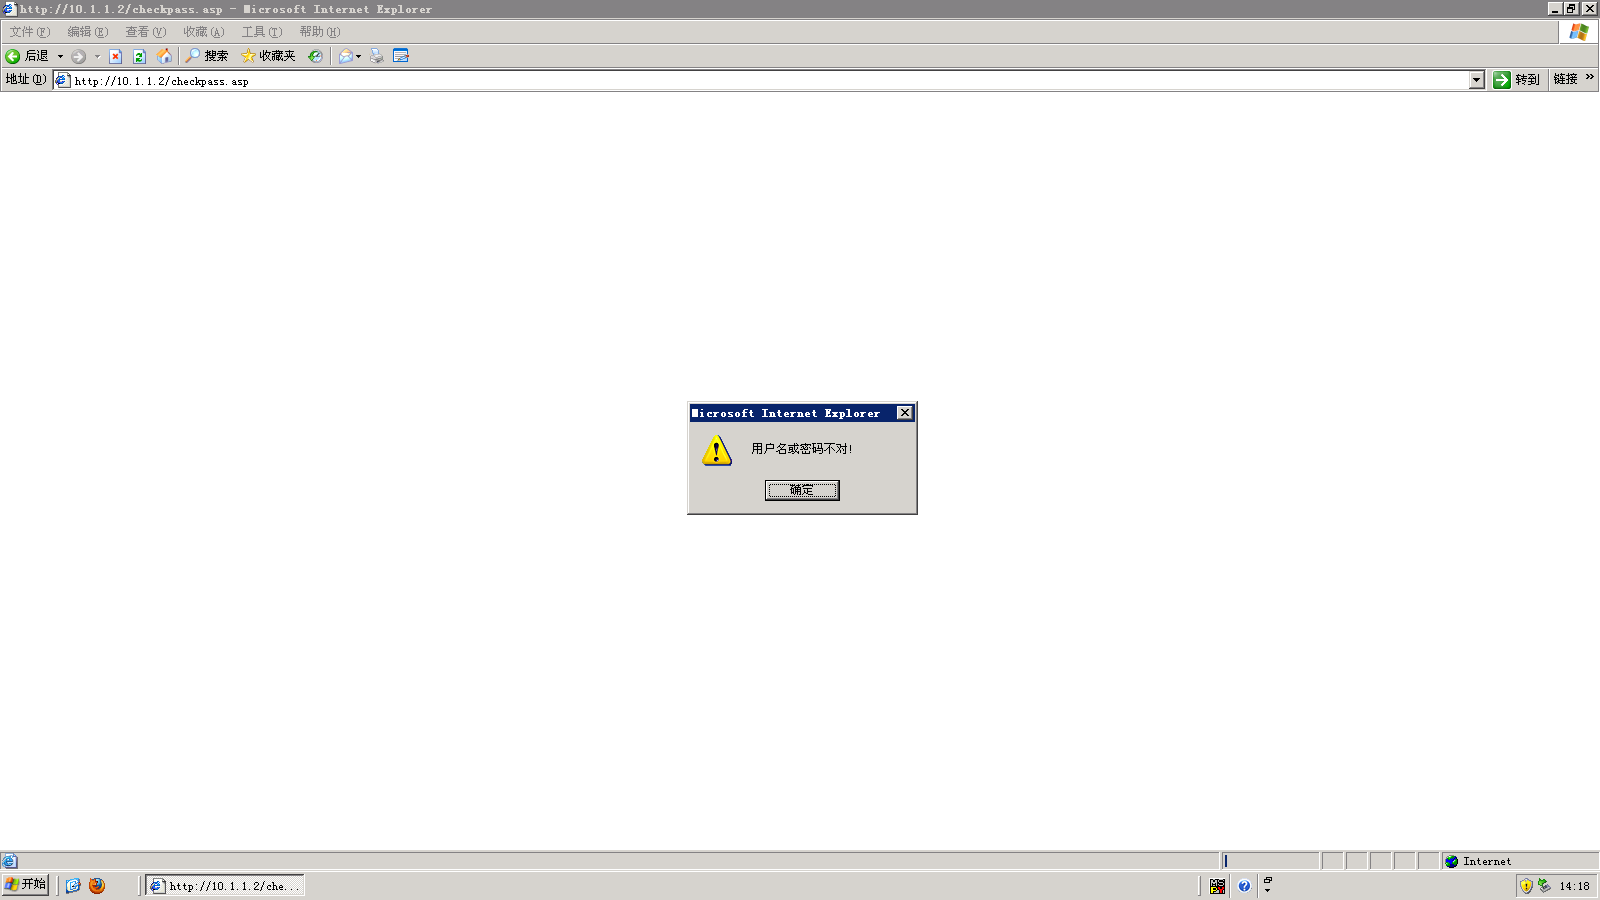 http://10.1.1.2/checkpass.asp - Microsoft Internet Explorer
文件(F) 编辑(E) 查看(V) 收藏(A) 工具(T) 帮助(H)
后退 搜索 收藏夹
地址(D) http://10.1.1.2/checkpass.asp 转到 链接 »
Microsoft Internet Explorer
用户名或密码不对!
确定
Internet
开始 http://10.1.1.2/che... 14:18